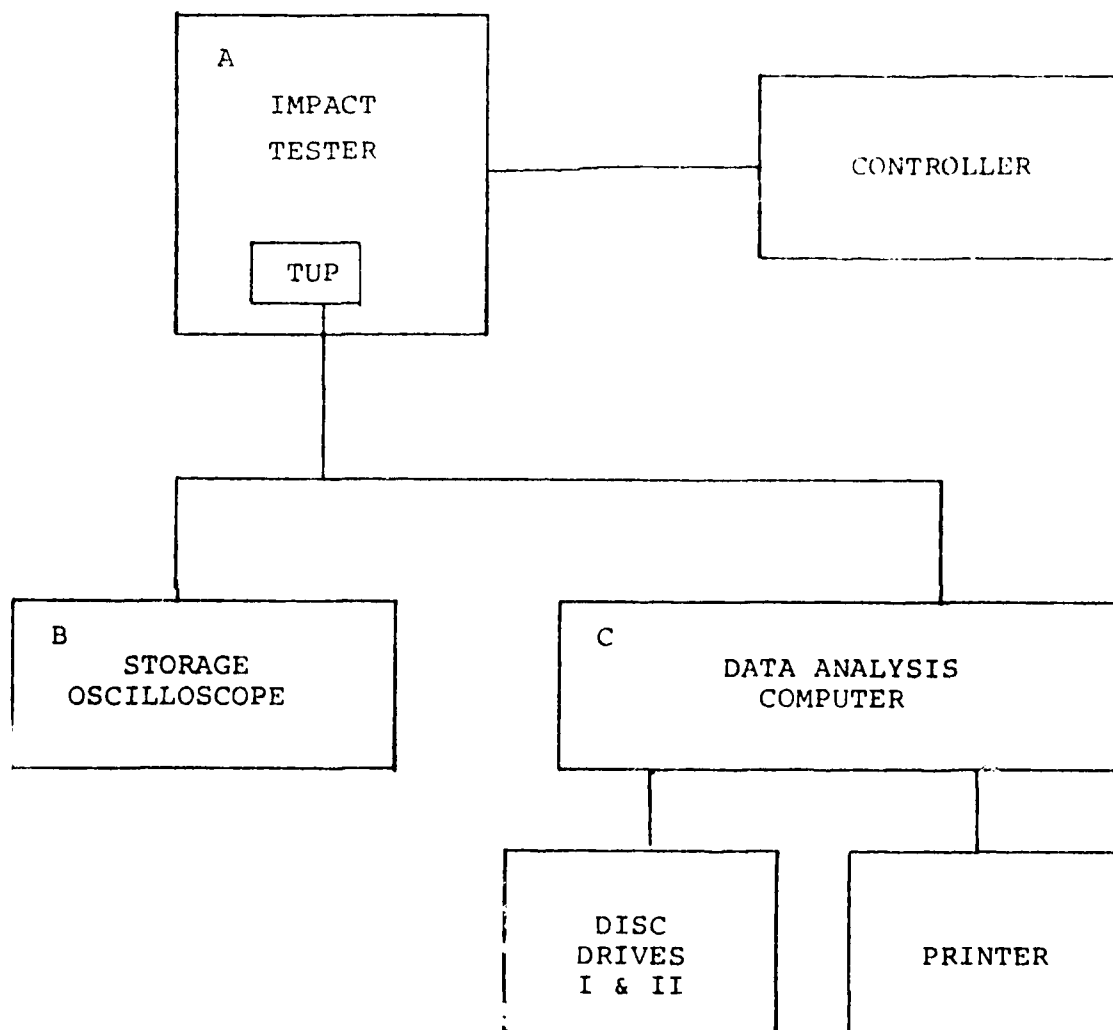 A
IMPACT
TESTER
TUP
CONTROLLER
B
STORAGE
OSCILLOSCOPE
C
DATA ANALYSIS
COMPUTER
DISC
DRIVES
I & II
PRINTER